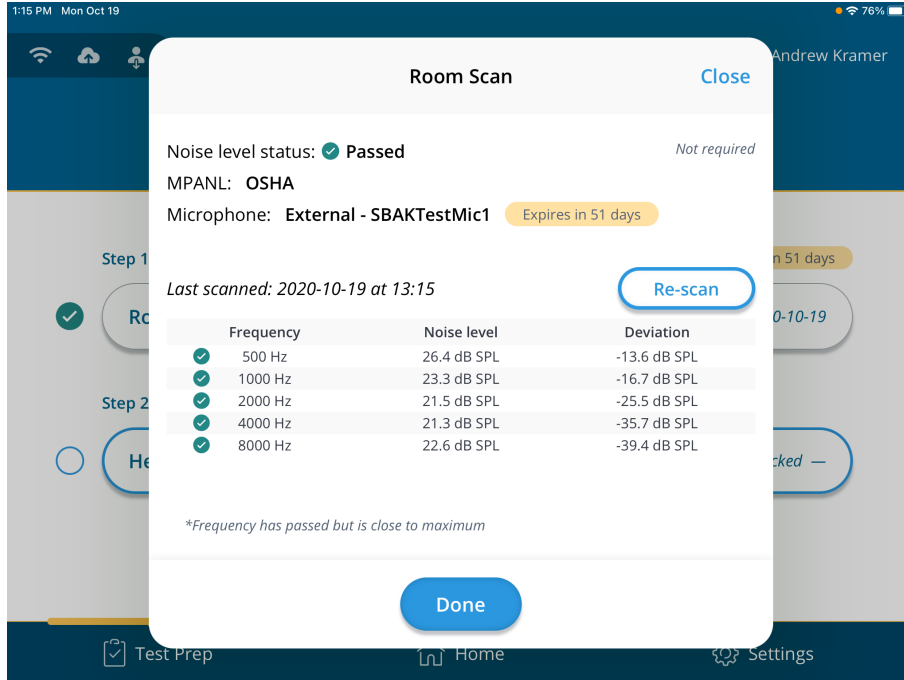 1:15 PM Mon Oct 19
76%
Andrew Kramer
Room Scan
Close
Noise level status: Passed
Not required
MPANL: OSHA
Microphone: External - SBAKTestMic1
Expires in 51 days
Step 1
51 days
Last scanned: 2020-10-19 at 13:15
Re-scan
0-10-19
Frequency Noise level Deviation
500 Hz 26.4 dB SPL -13.6 dB SPL
1000 Hz 23.3 dB SPL -16.7 dB SPL
2000 Hz 21.5 dB SPL -25.5 dB SPL
4000 Hz 21.3 dB SPL -35.7 dB SPL
8000 Hz 22.6 dB SPL -39.4 dB SPL
Step 2
*Frequency has passed but is close to maximum
Done
Test Prep
Home
Settings